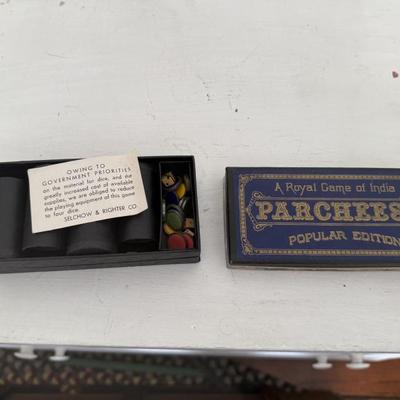 OWING TO
GOVERNMENT PRIORITIES
on the material for dice, and the
greatly increased cost of available
supplies, we are obliged to reduce
the playing equipment of this game
to four dice.
SELCHOW & RIGHTER CO.
A Royal Game of India
PARCHEES
POPULAR EDITION